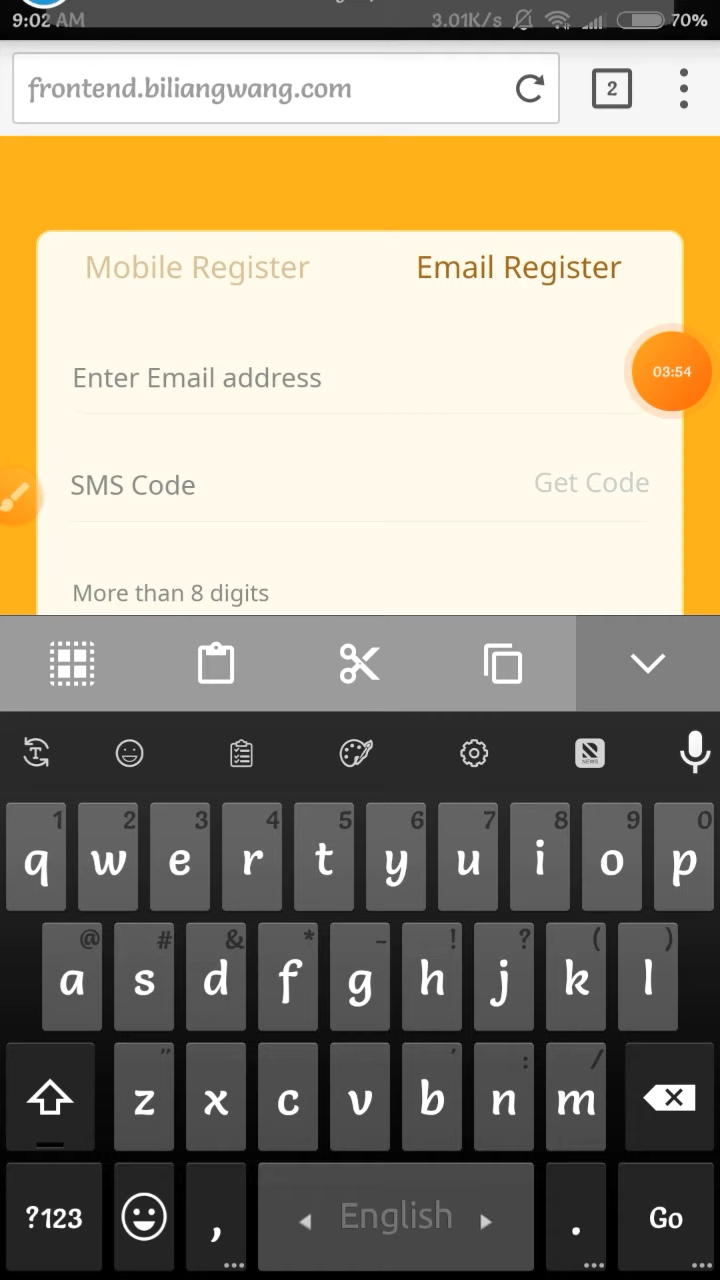 9:02 AM 3.01K/s 70%
frontend.biliangwang.com 2
Mobile Register Email Register
Enter Email address
03:54
SMS Code Get Code
More than 8 digits
NEWS
1 2 3 4 5 6 7 8 9 0
q w e r t y u i o p
@ # & * - ! ? ( )
a s d f g h j k l
" ' : /
z x c v b n m
?123 , English . Go